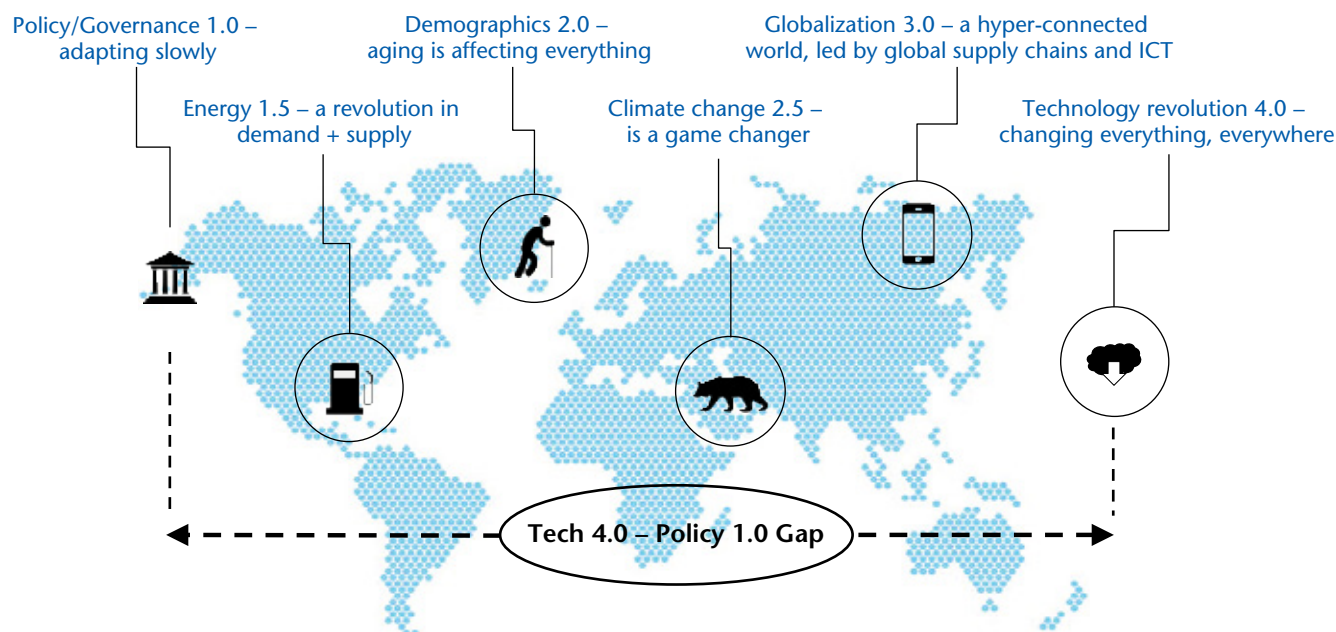 Policy/Governance 1.0 –
adapting slowly
Demographics 2.0 –
aging is affecting everything
Globalization 3.0 – a hyper-connected
world, led by global supply chains and ICT
Energy 1.5 – a revolution in
demand + supply
Climate change 2.5 –
is a game changer
Technology revolution 4.0 –
changing everything, everywhere
Tech 4.0 – Policy 1.0 Gap